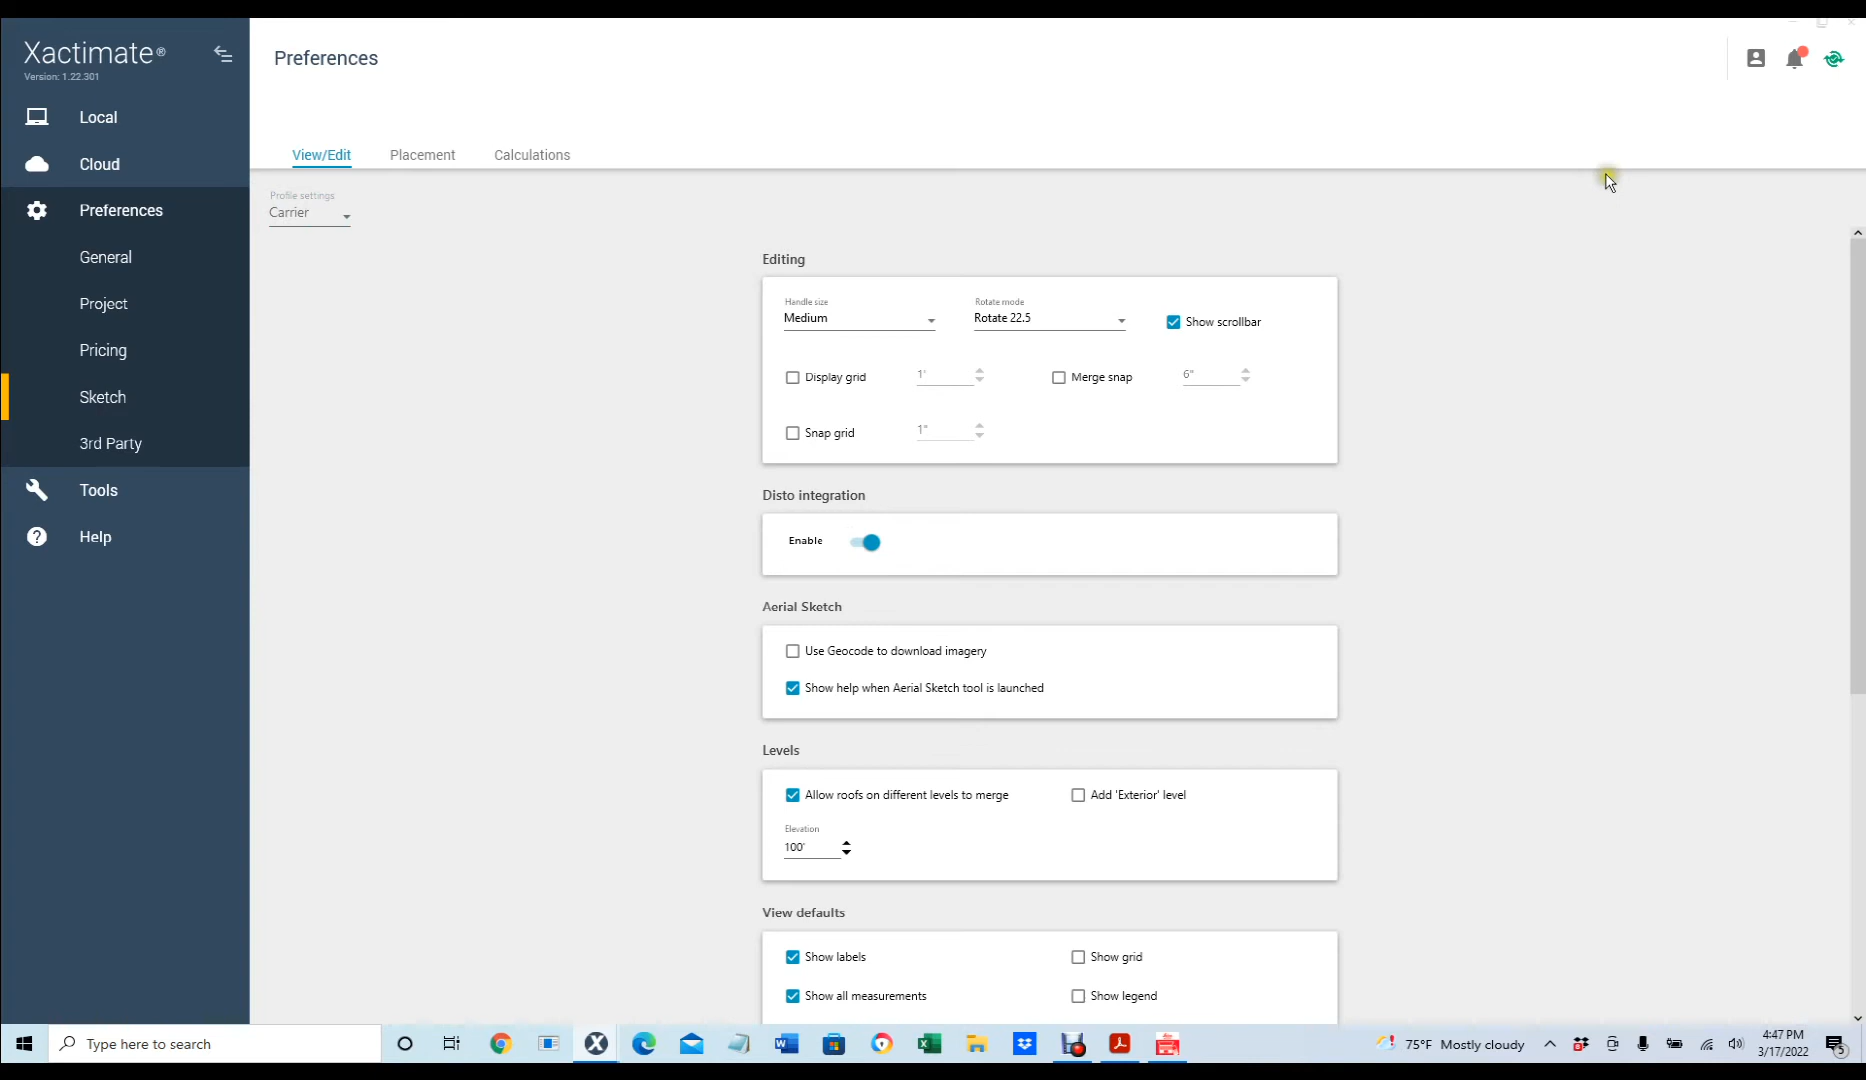 Xactimate®
Version: 1.22.301
Preferences
Local
Cloud
Preferences
General
Project
Pricing
Sketch
3rd Party
Tools
Help
View/Edit Placement Calculations
Profile settings
Carrier
Editing
Handle size Rotate mode
Medium Rotate 22.5 Show scrollbar
Display grid 1' Merge snap 6"
Snap grid 1"
Disto integration
Enable
Aerial Sketch
Use Geocode to download imagery
Show help when Aerial Sketch tool is launched
Levels
Allow roofs on different levels to merge Add 'Exterior' level
Elevation
100'
View defaults
Show labels Show grid
Show all measurements Show legend
Type here to search
75°F Mostly cloudy
4:47 PM
3/17/2022
5